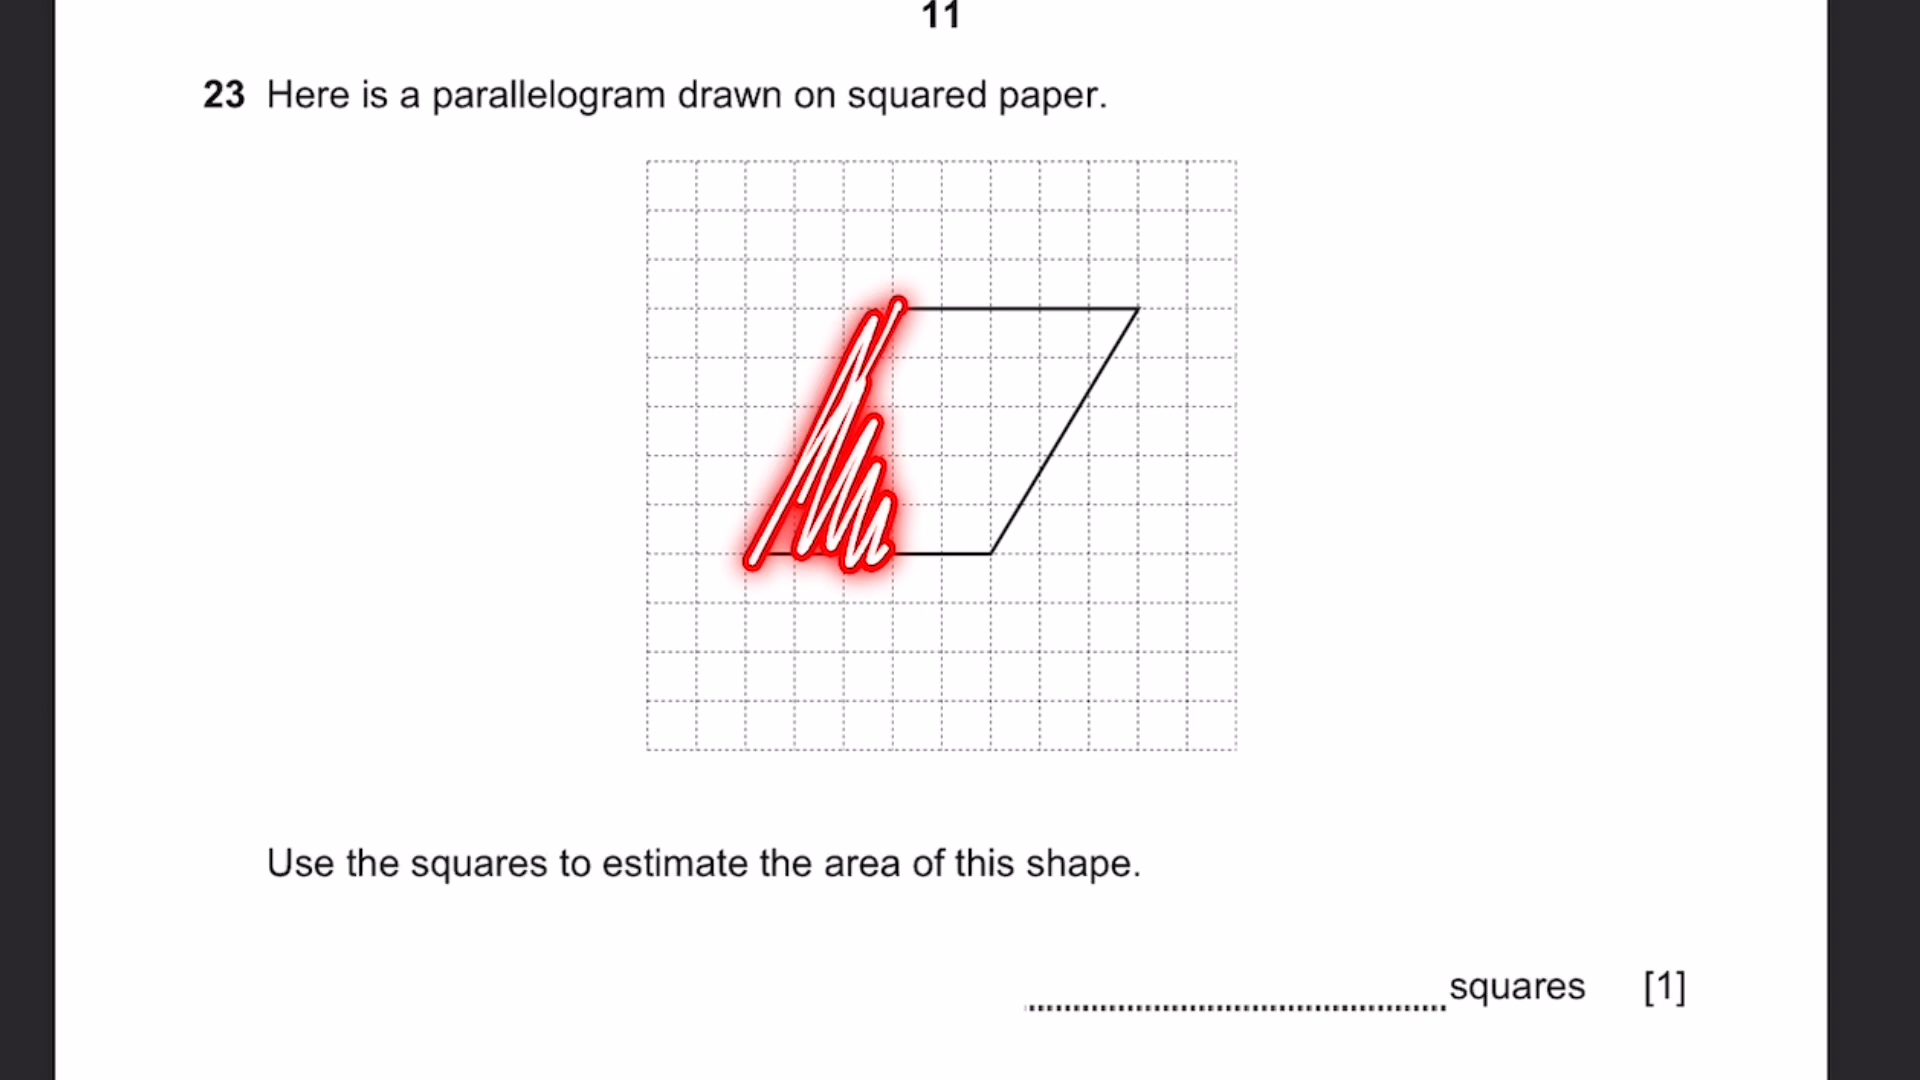 11
23 Here is a parallelogram drawn on squared paper.
Use the squares to estimate the area of this shape.
squares [1]